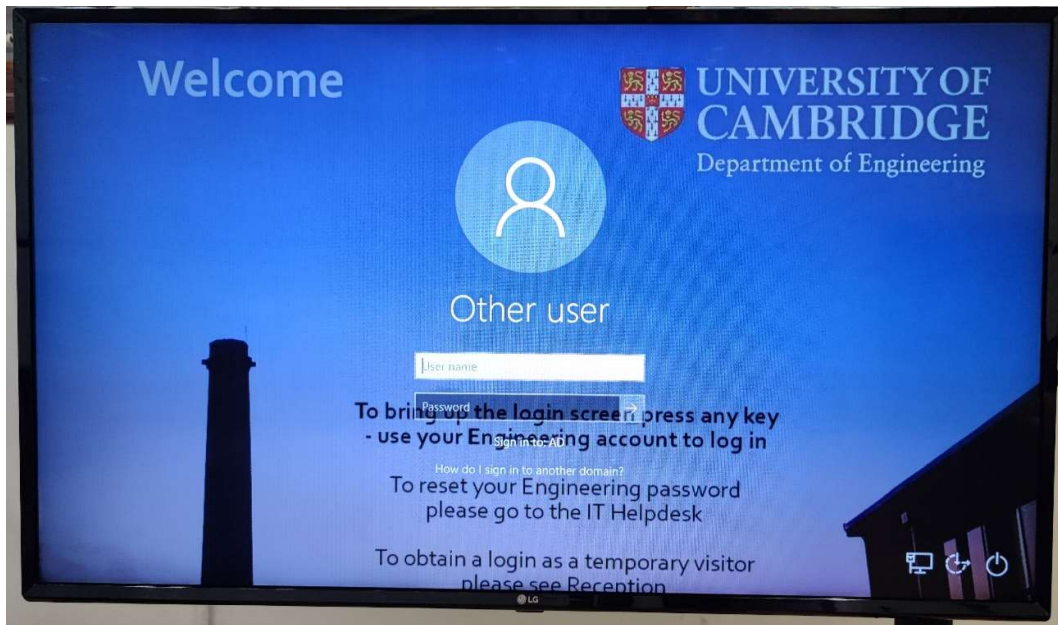 Welcome
UNIVERSITY OF
CAMBRIDGE
Department of Engineering
Other user
User name
Password
To bring up the login screen press any key
- use your Engineering account to log in
Sign in to: AD
How do I sign in to another domain?
To reset your Engineering password
please go to the IT Helpdesk
To obtain a login as a temporary visitor
please see Reception
LG